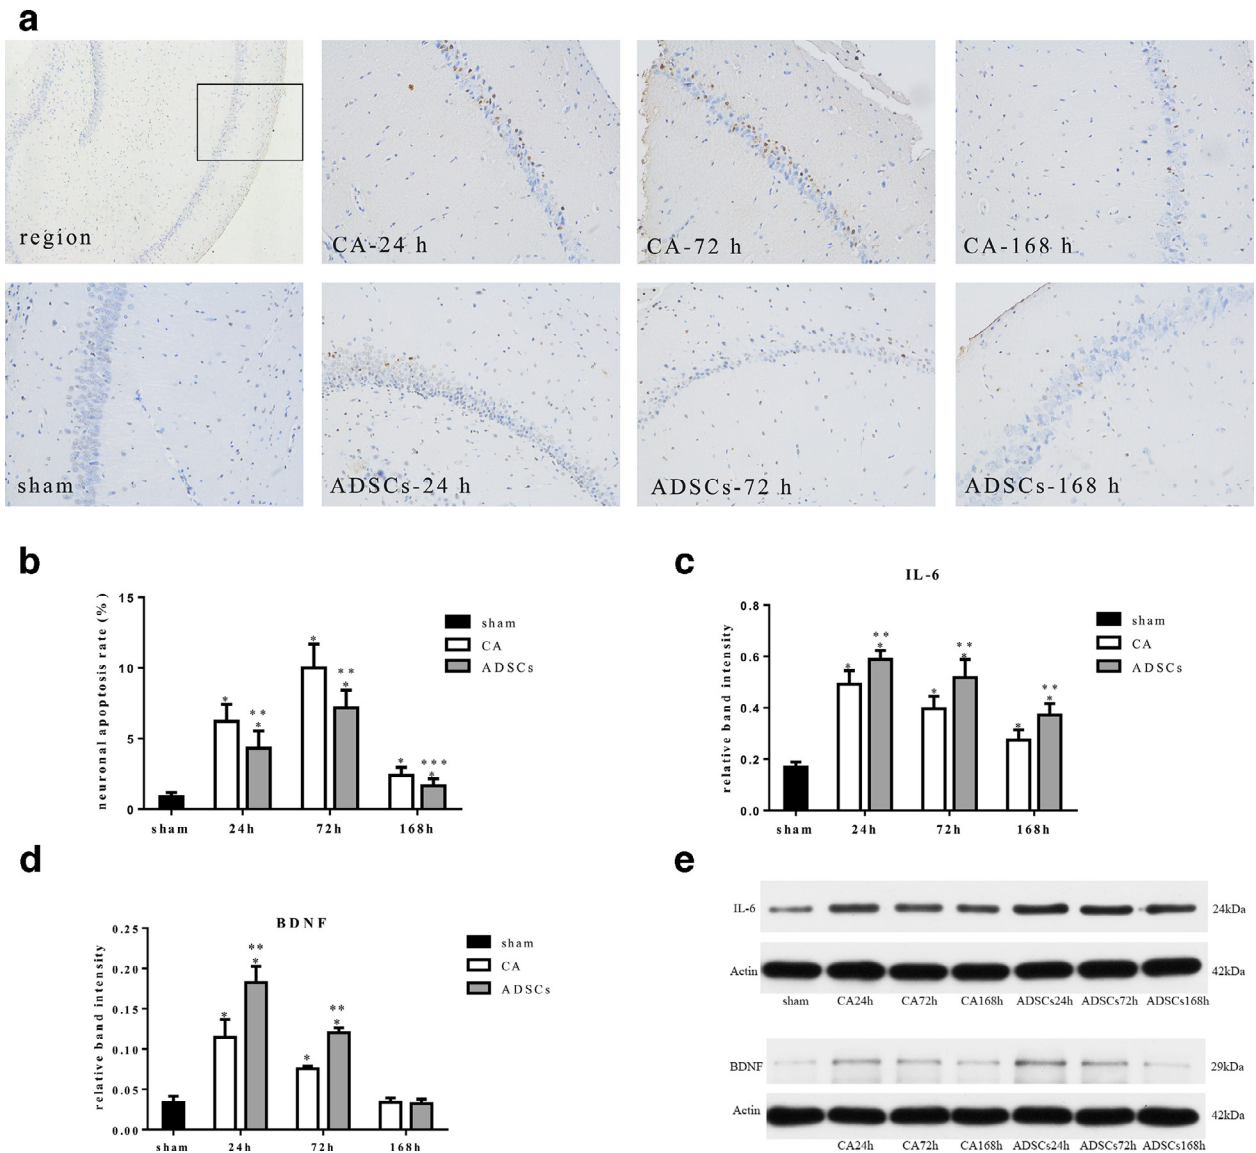 a
region
CA-24 h
CA-72 h
CA-168 h
sham
ADSCs-24 h
ADSCs-72 h
ADSCs-168 h
b
neuronal apoptosis rate (%)
15
10
5
0
* * ** * ** * * *** *
sham 24h 72h 168h
sham
CA
ADSCs
c
IL-6
relative band intensity
0.8
0.6
0.4
0.2
0.0
* ** * * ** * * ** *
sham 24h 72h 168h
sham
CA
ADSCs
d
BDNF
relative band intensity
0.25
0.20
0.15
0.10
0.05
0.00
* ** * * ** *
sham 24h 72h 168h
sham
CA
ADSCs
e
IL-6 24kDa
Actin 42kDa
sham CA24h CA72h CA168h ADSCs24h ADSCs72h ADSCs168h
BDNF 29kDa
Actin 42kDa
CA24h CA72h CA168h ADSCs24h ADSCs72h ADSCs168h